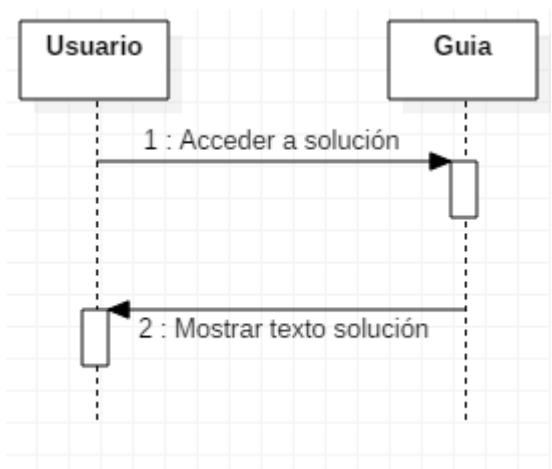 Usuario
Guia
1 : Acceder a solución
2 : Mostrar texto solución